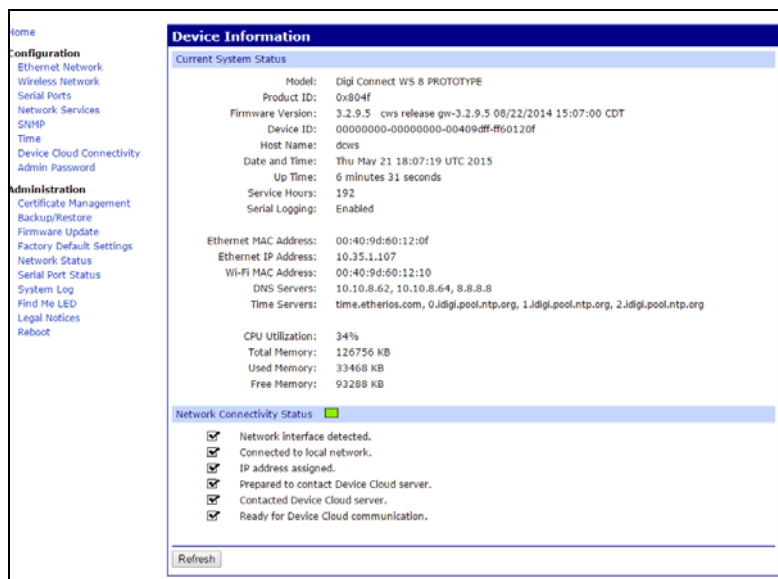 Home
Configuration
Ethernet Network
Wireless Network
Serial Ports
Network Services
SNMP
Time
Device Cloud Connectivity
Admin Password
Administration
Certificate Management
Backup/Restore
Firmware Update
Factory Default Settings
Network Status
Serial Port Status
System Log
Find Me LED
Legal Notices
Reboot
Device Information
Current System Status
Model: Digi Connect WS 8 PROTOTYPE
Product ID: 0x804f
Firmware Version: 3.2.9.5 cws release gw-3.2.9.5 08/22/2014 15:07:00 CDT
Device ID: 00000000-00000000-00409dff-ff60120f
Host Name: dcws
Date and Time: Thu May 21 18:07:19 UTC 2015
Up Time: 6 minutes 31 seconds
Service Hours: 192
Serial Logging: Enabled
Ethernet MAC Address: 00:40:9d:60:12:0f
Ethernet IP Address: 10.35.1.107
Wi-Fi MAC Address: 00:40:9d:60:12:10
DNS Servers: 10.10.8.62, 10.10.8.64, 8.8.8.8
Time Servers: time.etherios.com, 0.idigi.pool.ntp.org, 1.idigi.pool.ntp.org, 2.idigi.pool.ntp.org
CPU Utilization: 34%
Total Memory: 126756 KB
Used Memory: 33468 KB
Free Memory: 93288 KB
Network Connectivity Status
Network interface detected.
Connected to local network.
IP address assigned.
Prepared to contact Device Cloud server.
Contacted Device Cloud server.
Ready for Device Cloud communication.
Refresh